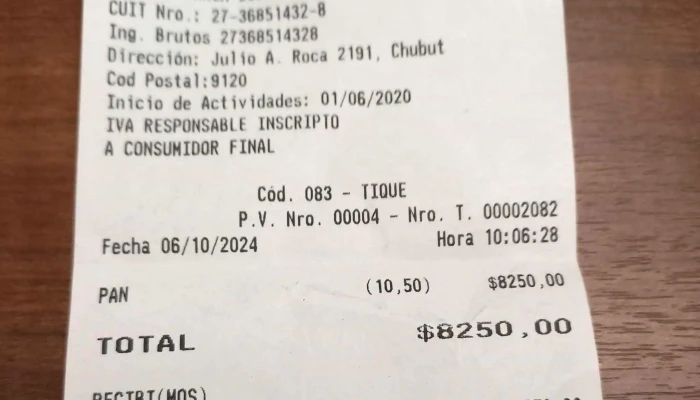 CUIT Nro.: 27-36851432-8
Ing. Brutos 27368514328
Dirección: Julio A. Roca 2191, Chubut
Cod Postal:9120
Inicio de Actividades: 01/06/2020
IVA RESPONSABLE INSCRIPTO
A CONSUMIDOR FINAL
Cód. 083 - TIQUE
P.V. Nro. 00004 - Nro. T. 00002082
Fecha 06/10/2024 Hora 10:06:28
PAN (10,50) $8250,00
TOTAL $8250,00
RECIBI(MOS)